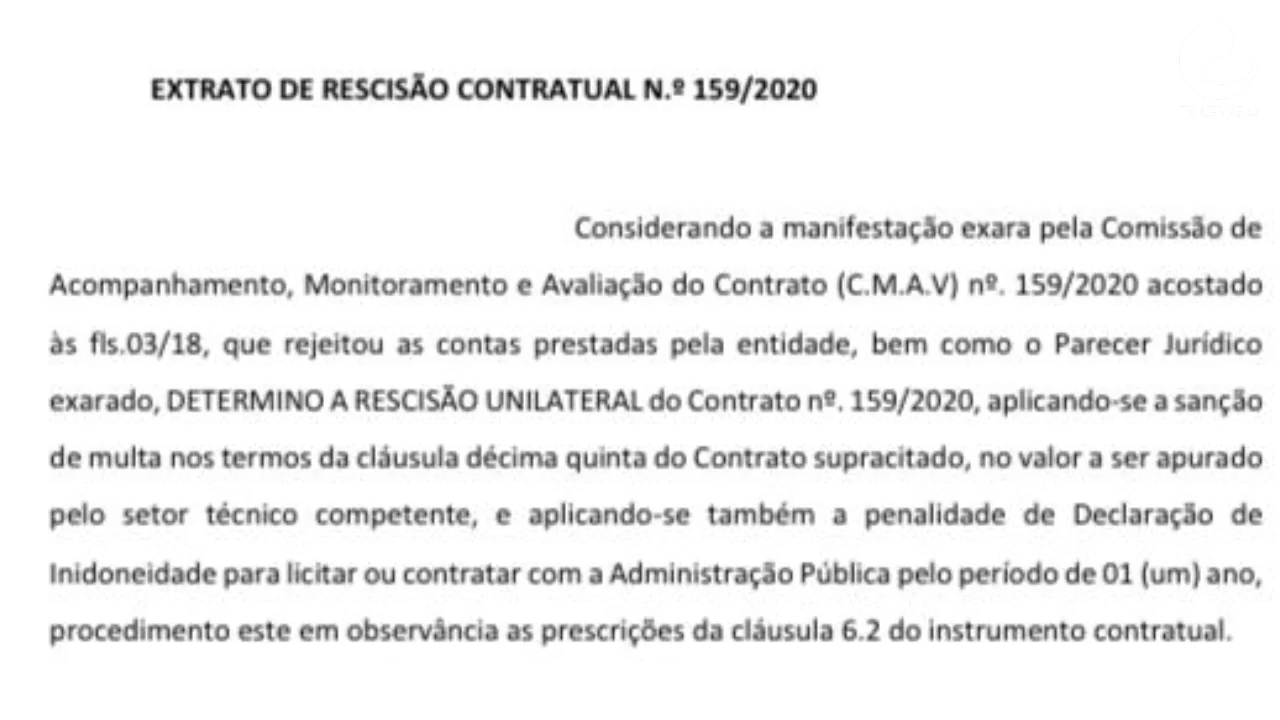 EXTRATO DE RESCISÃO CONTRATUAL N.º 159/2020
Considerando a manifestação exara pela Comissão de
Acompanhamento, Monitoramento e Avaliação do Contrato (C.M.A.V) nº. 159/2020 acostado
às fls.03/18, que rejeitou as contas prestadas pela entidade, bem como o Parecer Jurídico
exarado, DETERMINO A RESCISÃO UNILATERAL do Contrato nº. 159/2020, aplicando-se a sanção
de multa nos termos da cláusula décima quinta do Contrato supracitado, no valor a ser apurado
pelo setor técnico competente, e aplicando-se também a penalidade de Declaração de
Inidoneidade para licitar ou contratar com a Administração Pública pelo período de 01 (um) ano,
procedimento este em observância as prescrições da cláusula 6.2 do instrumento contratual.